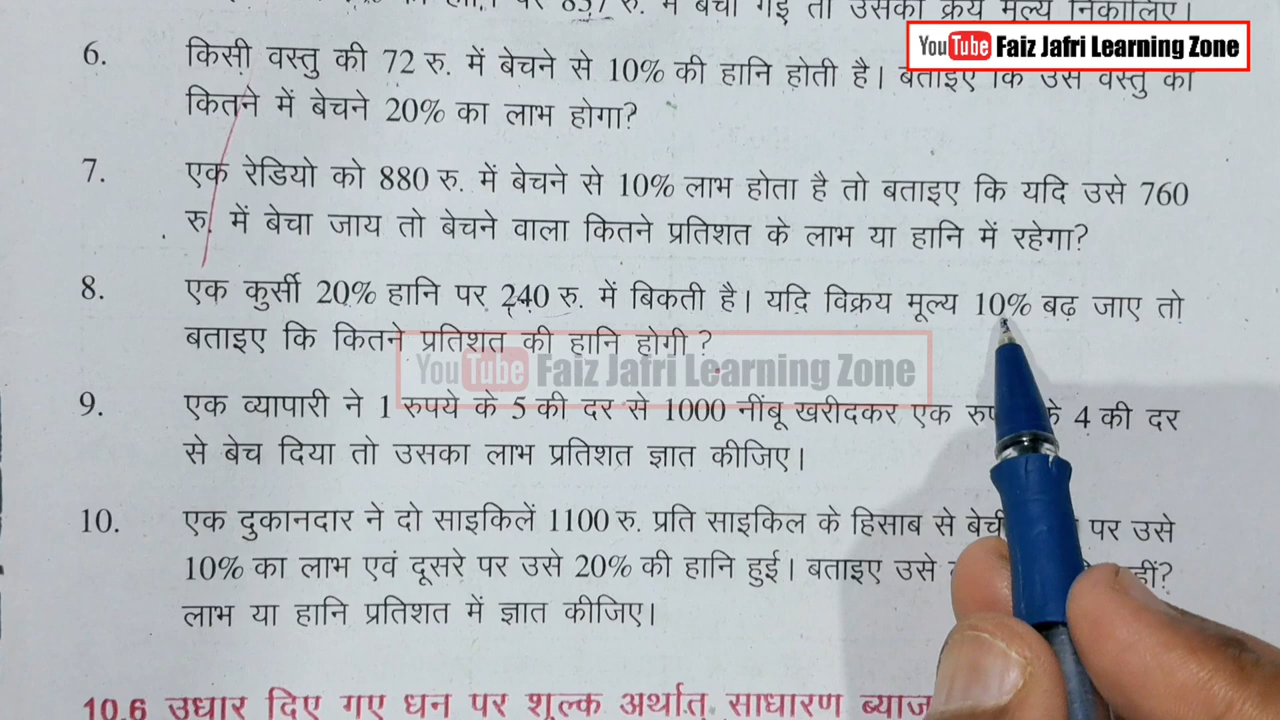 857 रु. में बेची गई तो उसका क्रय मूल्य निकालिए।
YouTube Faiz Jafri Learning Zone
6. किसी वस्तु की 72 रु. में बेचने से 10% की हानि होती है। बताइए कि उस वस्तु को
कितने में बेचने 20% का लाभ होगा?
7. एक रेडियो को 880 रु. में बेचने से 10% लाभ होता है तो बताइए कि यदि उसे 760
रु. में बेचा जाय तो बेचने वाला कितने प्रतिशत के लाभ या हानि में रहेगा?
8. एक कुर्सी 20% हानि पर 240 रु. में बिकती है। यदि विक्रय मूल्य 10% बढ़ जाए तो
बताइए कि कितने प्रतिशत की हानि होगी ?
YouTube Faiz Jafri Learning Zone
9. एक व्यापारी ने 1 रुपये के 5 की दर से 1000 नींबू खरीदकर एक के 4 की दर
से बेच दिया तो उसका लाभ प्रतिशत ज्ञात कीजिए।
10. एक दुकानदार नें दो साइकिलें 1100 रु. प्रति साइकिल के हिसाब से बेची पर उसे
10% का लाभ एवं दूसरे पर उसे 20% की हानि हुई। बताइए उसे
लाभ या हानि प्रतिशत में ज्ञात कीजिए।
10.6 उधार दिए गए धन पर शुल्क अर्थात् साधारण ब्याज